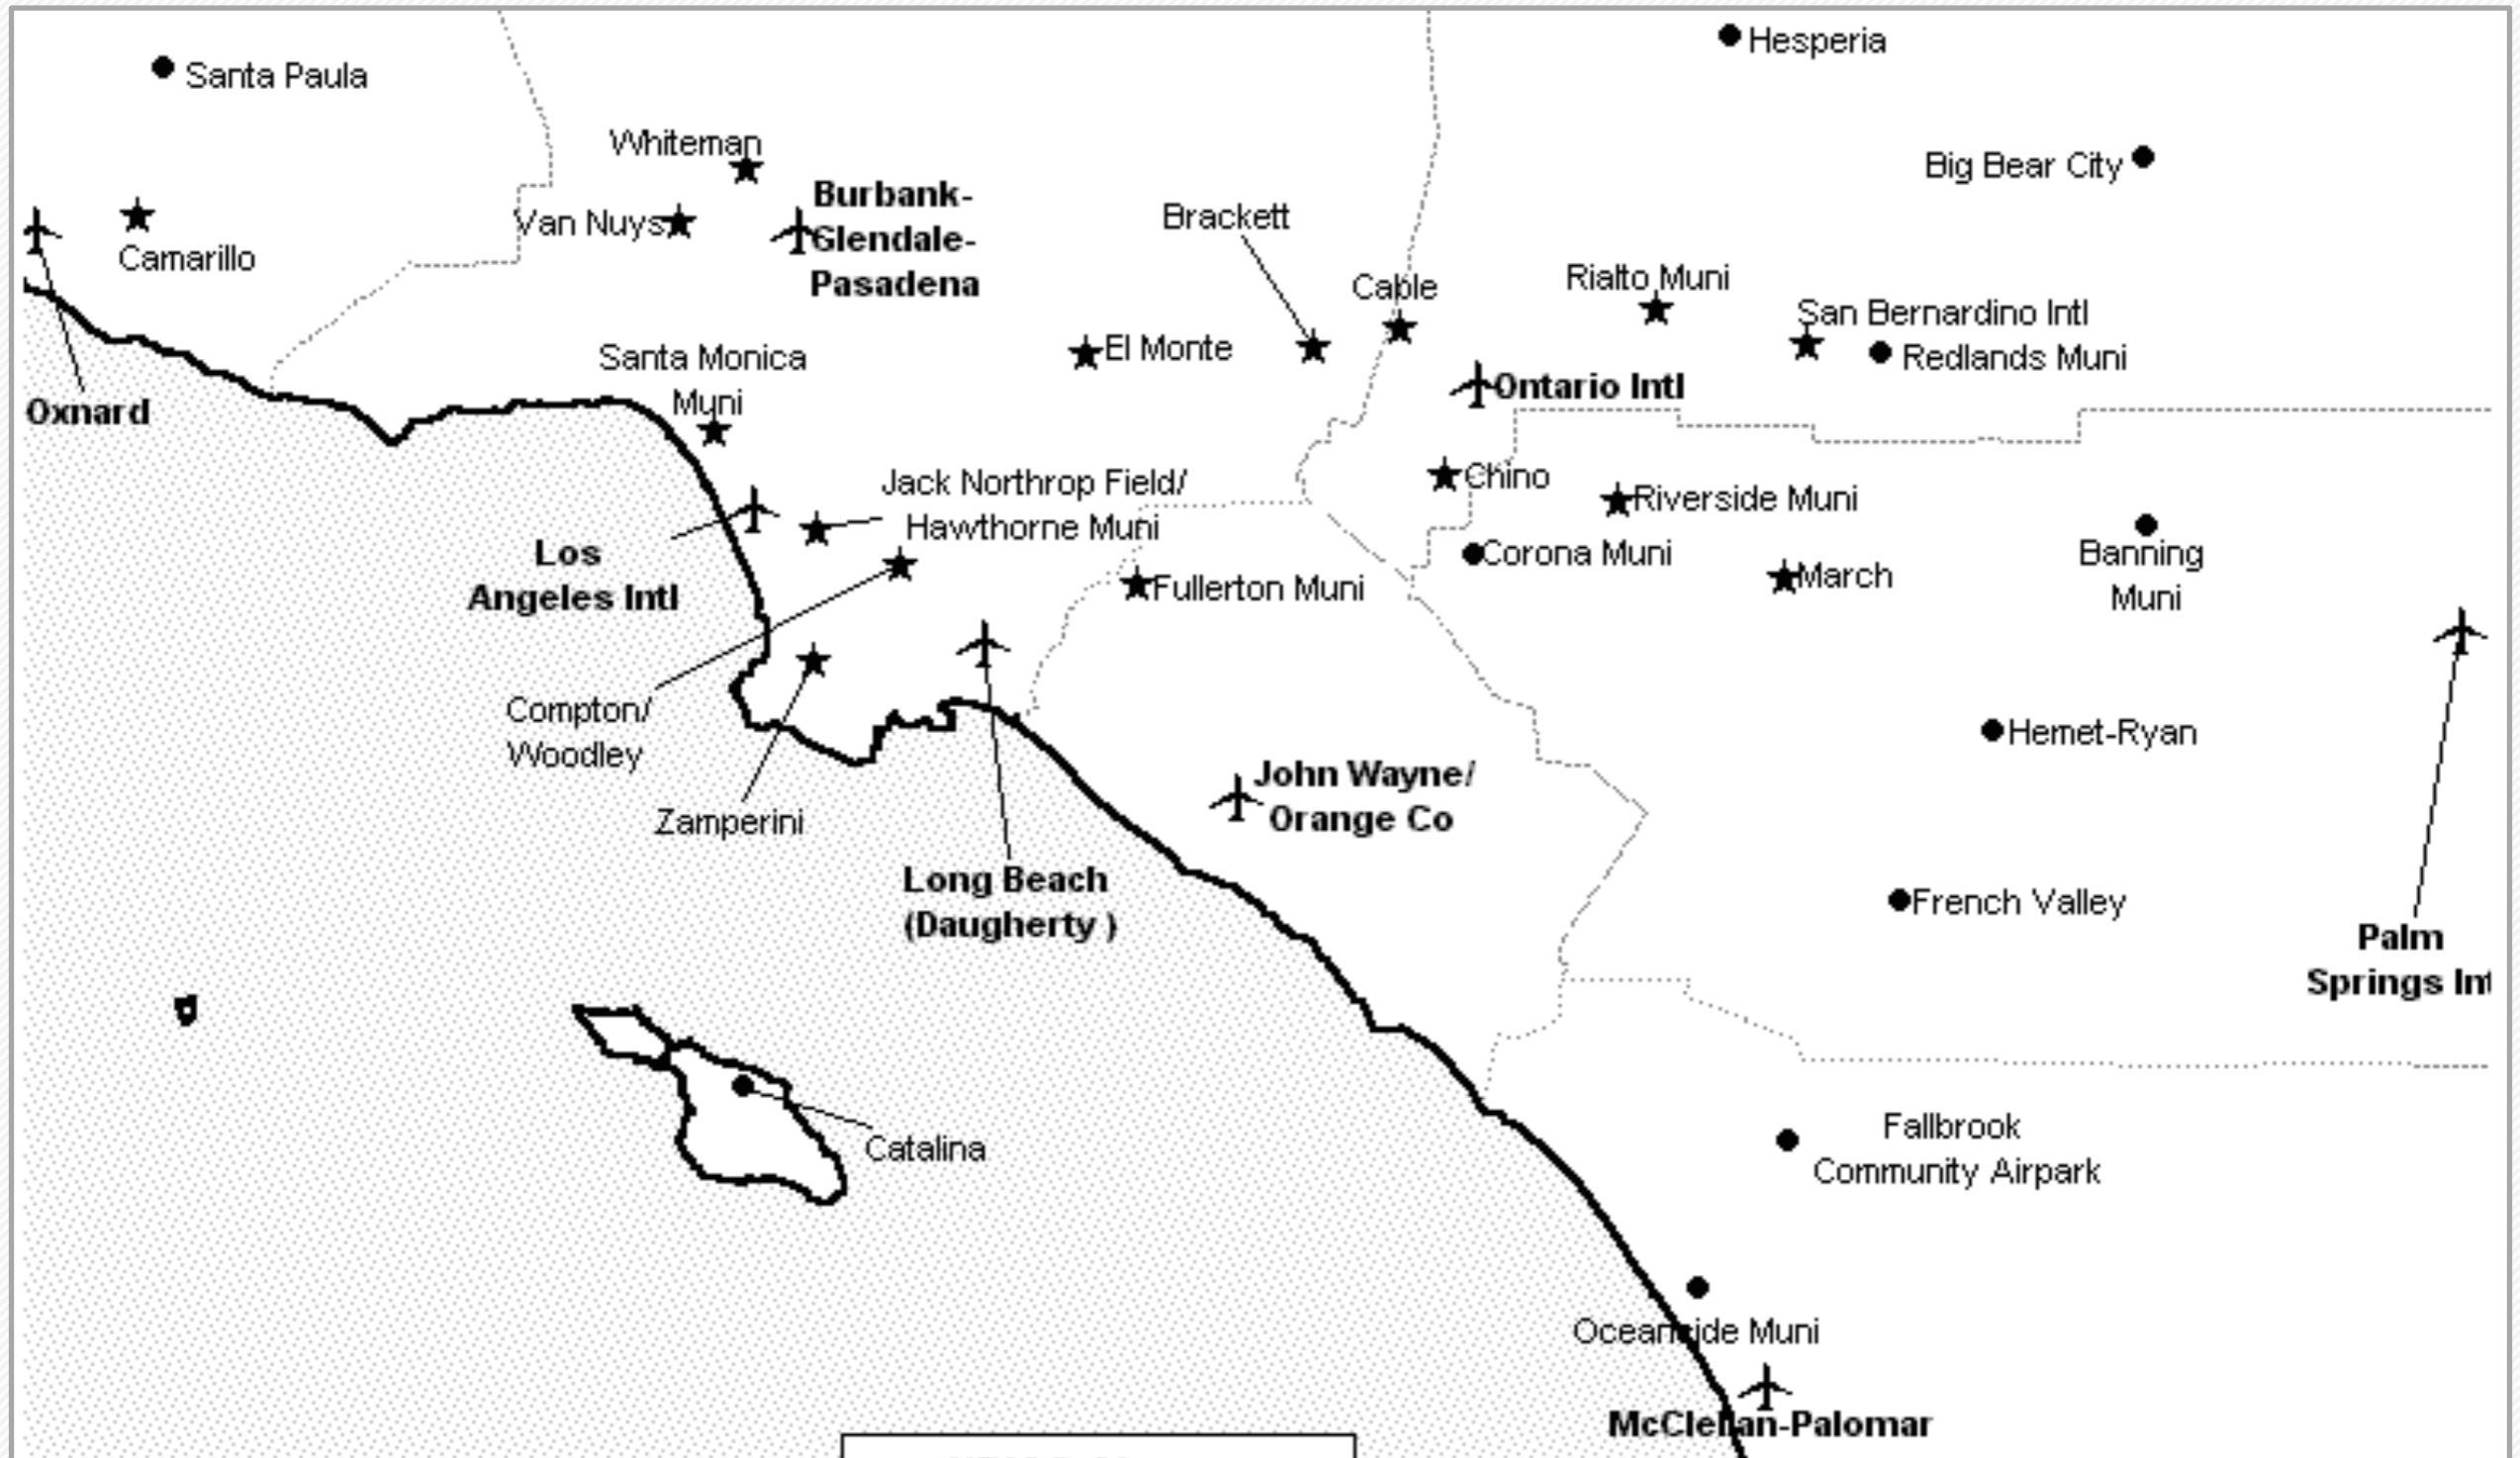 Hesperia
Santa Paula
Whiteman
Big Bear City
Burbank-
Glendale-
Pasadena
Van Nuys
Brackett
Camarillo
Cable
Rialto Muni
San Bernardino Intl
El Monte
Redlands Muni
Santa Monica
Muni
Ontario Intl
Oxnard
Chino
Jack Northrop Field/
Hawthorne Muni
Riverside Muni
Los
Angeles Intl
Corona Muni
Banning
Muni
March
Fullerton Muni
Compton/
Woodley
Hemet-Ryan
John Wayne/
Orange Co
Zamperini
Long Beach
(Daugherty )
French Valley
Palm
Springs Int
Catalina
Fallbrook
Community Airpark
Oceanside Muni
McClellan-Palomar